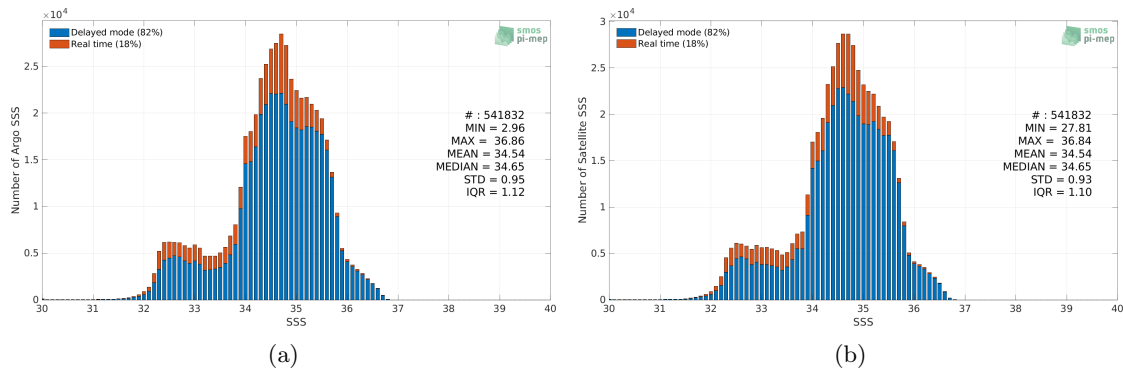 ×10⁴
Delayed mode (82%)
Real time (18%)
smos
pi-mep
# : 541832
MIN = 2.96
MAX = 36.86
MEAN = 34.54
MEDIAN = 34.65
STD = 0.95
IQR = 1.12
Number of Argo SSS
2.5
2
1.5
1
0.5
0
30 31 32 33 34 35 36 37 38 39 40
SSS
(a)
×10⁴
3
Delayed mode (82%)
Real time (18%)
smos
pi-mep
# : 541832
MIN = 27.81
MAX = 36.84
MEAN = 34.54
MEDIAN = 34.65
STD = 0.93
IQR = 1.10
Number of Satellite SSS
2.5
2
1.5
1
0.5
0
30 31 32 33 34 35 36 37 38 39 40
SSS
(b)